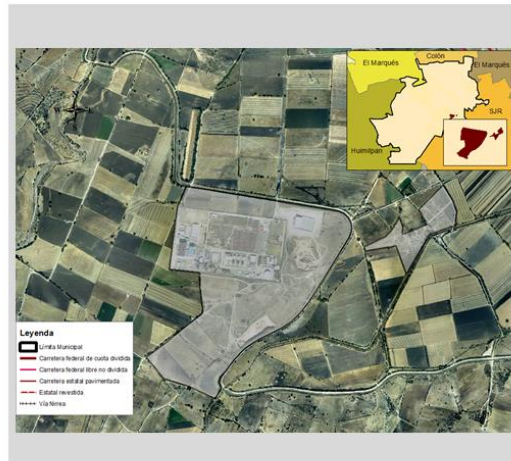 Colón
El Marqués
El Marqués
SJR
Huimilpan
Leyenda
Límite Municipal
Carretera federal de cuota dividida
Carretera federal libre no dividida
Carretera estatal pavimentada
Estatal revestida
Vía férrea